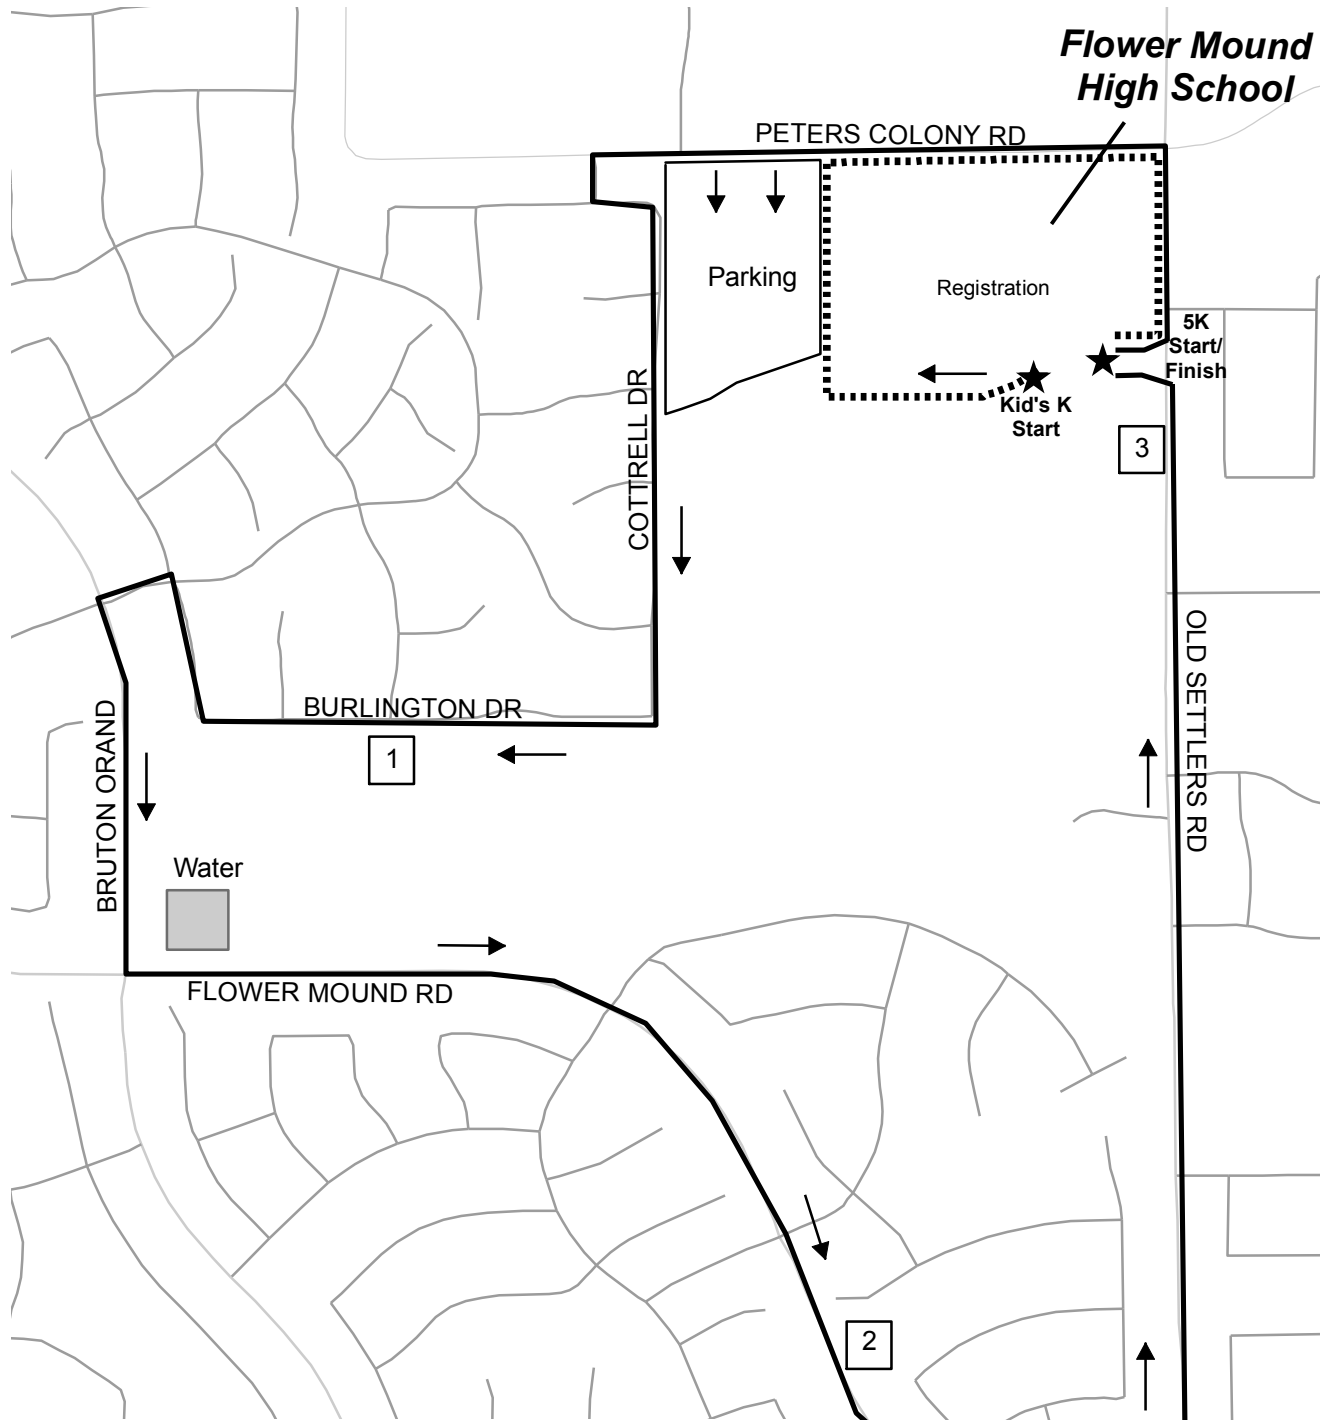 Flower Mound
High School
PETERS COLONY RD
Parking
Registration
5K
Start/
Finish
Kid's K
Start
3
COTTRELL DR
OLD SETTLERS RD
BURLINGTON DR
1
BRUTON ORAND
Water
FLOWER MOUND RD
2